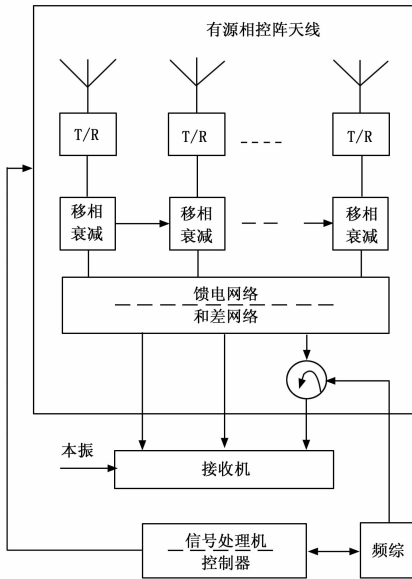 有源相控阵天线
T/R
T/R
T/R
移相
衰减
移相
衰减
移相
衰减
馈电网络
和差网络
本振
接收机
信号处理机
控制器
频综